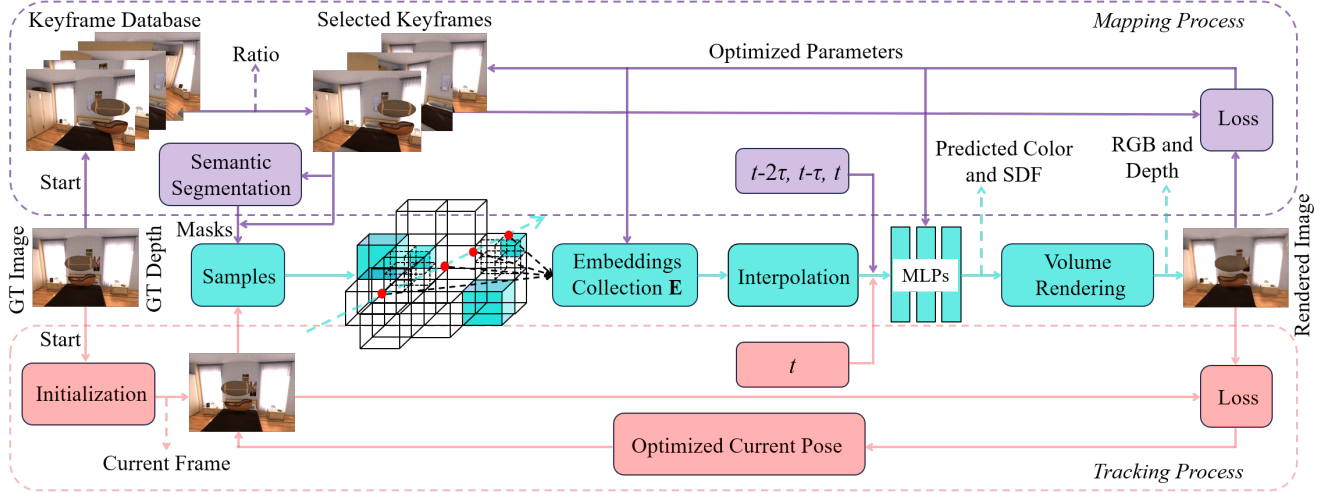 Keyframe Database
Selected Keyframes
Mapping Process
Ratio
Optimized Parameters
Loss
Semantic
Segmentation
Start
Masks
t-2τ, t-τ, t
Predicted Color
and SDF
RGB and
Depth
GT Image
GT Depth
Samples
Embeddings
Collection E
Interpolation
MLPs
Volume
Rendering
Rendered Image
Start
Initialization
t
Loss
Optimized Current Pose
Current Frame
Tracking Process